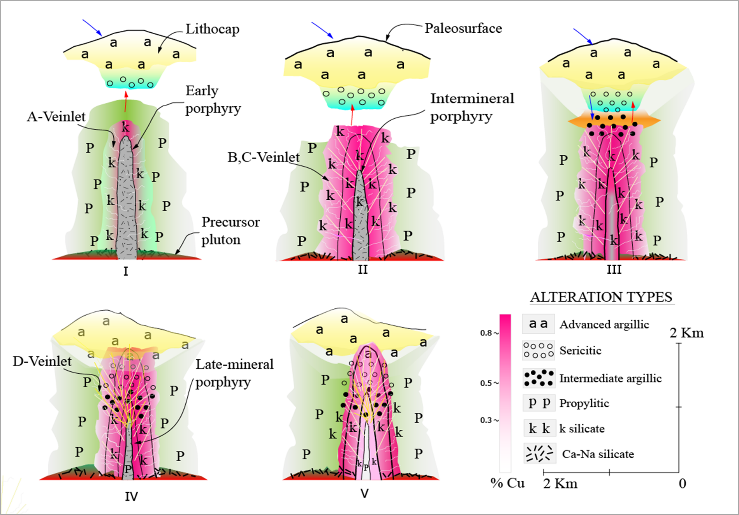 Lithocap
a a a a a
Early
porphyry
A-Veinlet
k
P k P
P k k P
P k k P
P k k P
Precursor
pluton
I
Paleosurface
a a a a a
Intermineral
porphyry
B,C-Veinlet
k k k
P k k P
P k k k P
P k k k P
P k k P
II
a a a a a
k k k
P k k P
P k k k P
P k k k P
P k k k P
III
a a a a a
D-Veinlet
Late-mineral
porphyry
P k k P
P k k P
P k k P
P k P k P
IV
a a a a a
P k k P
P k k P
P k k P
k p k
V
ALTERATION TYPES
a a Advanced argillic
Sericitic
Intermediate argillic
p p Propylitic
k k k silicate
Ca-Na silicate
0.8~
0.5~
0.3~
% Cu
2 Km
2 Km
0